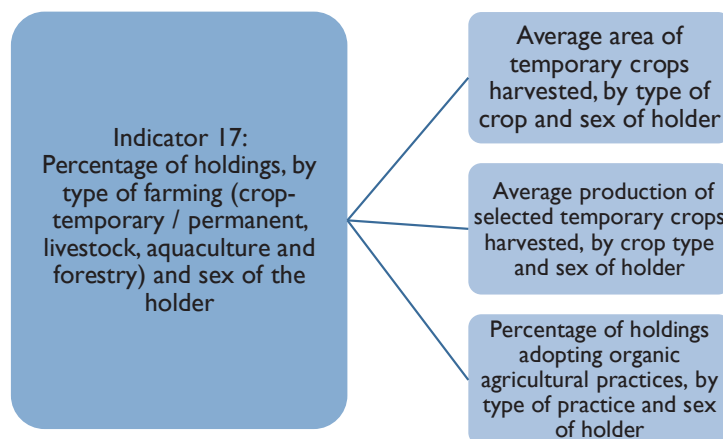 Indicator 17:
Percentage of holdings, by
type of farming (crop-
temporary / permanent,
livestock, aquaculture and
forestry) and sex of the
holder
Average area of
temporary crops
harvested, by type of
crop and sex of holder
Average production of
selected temporary crops
harvested, by crop type
and sex of holder
Percentage of holdings
adopting organic
agricultural practices, by
type of practice and sex
of holder